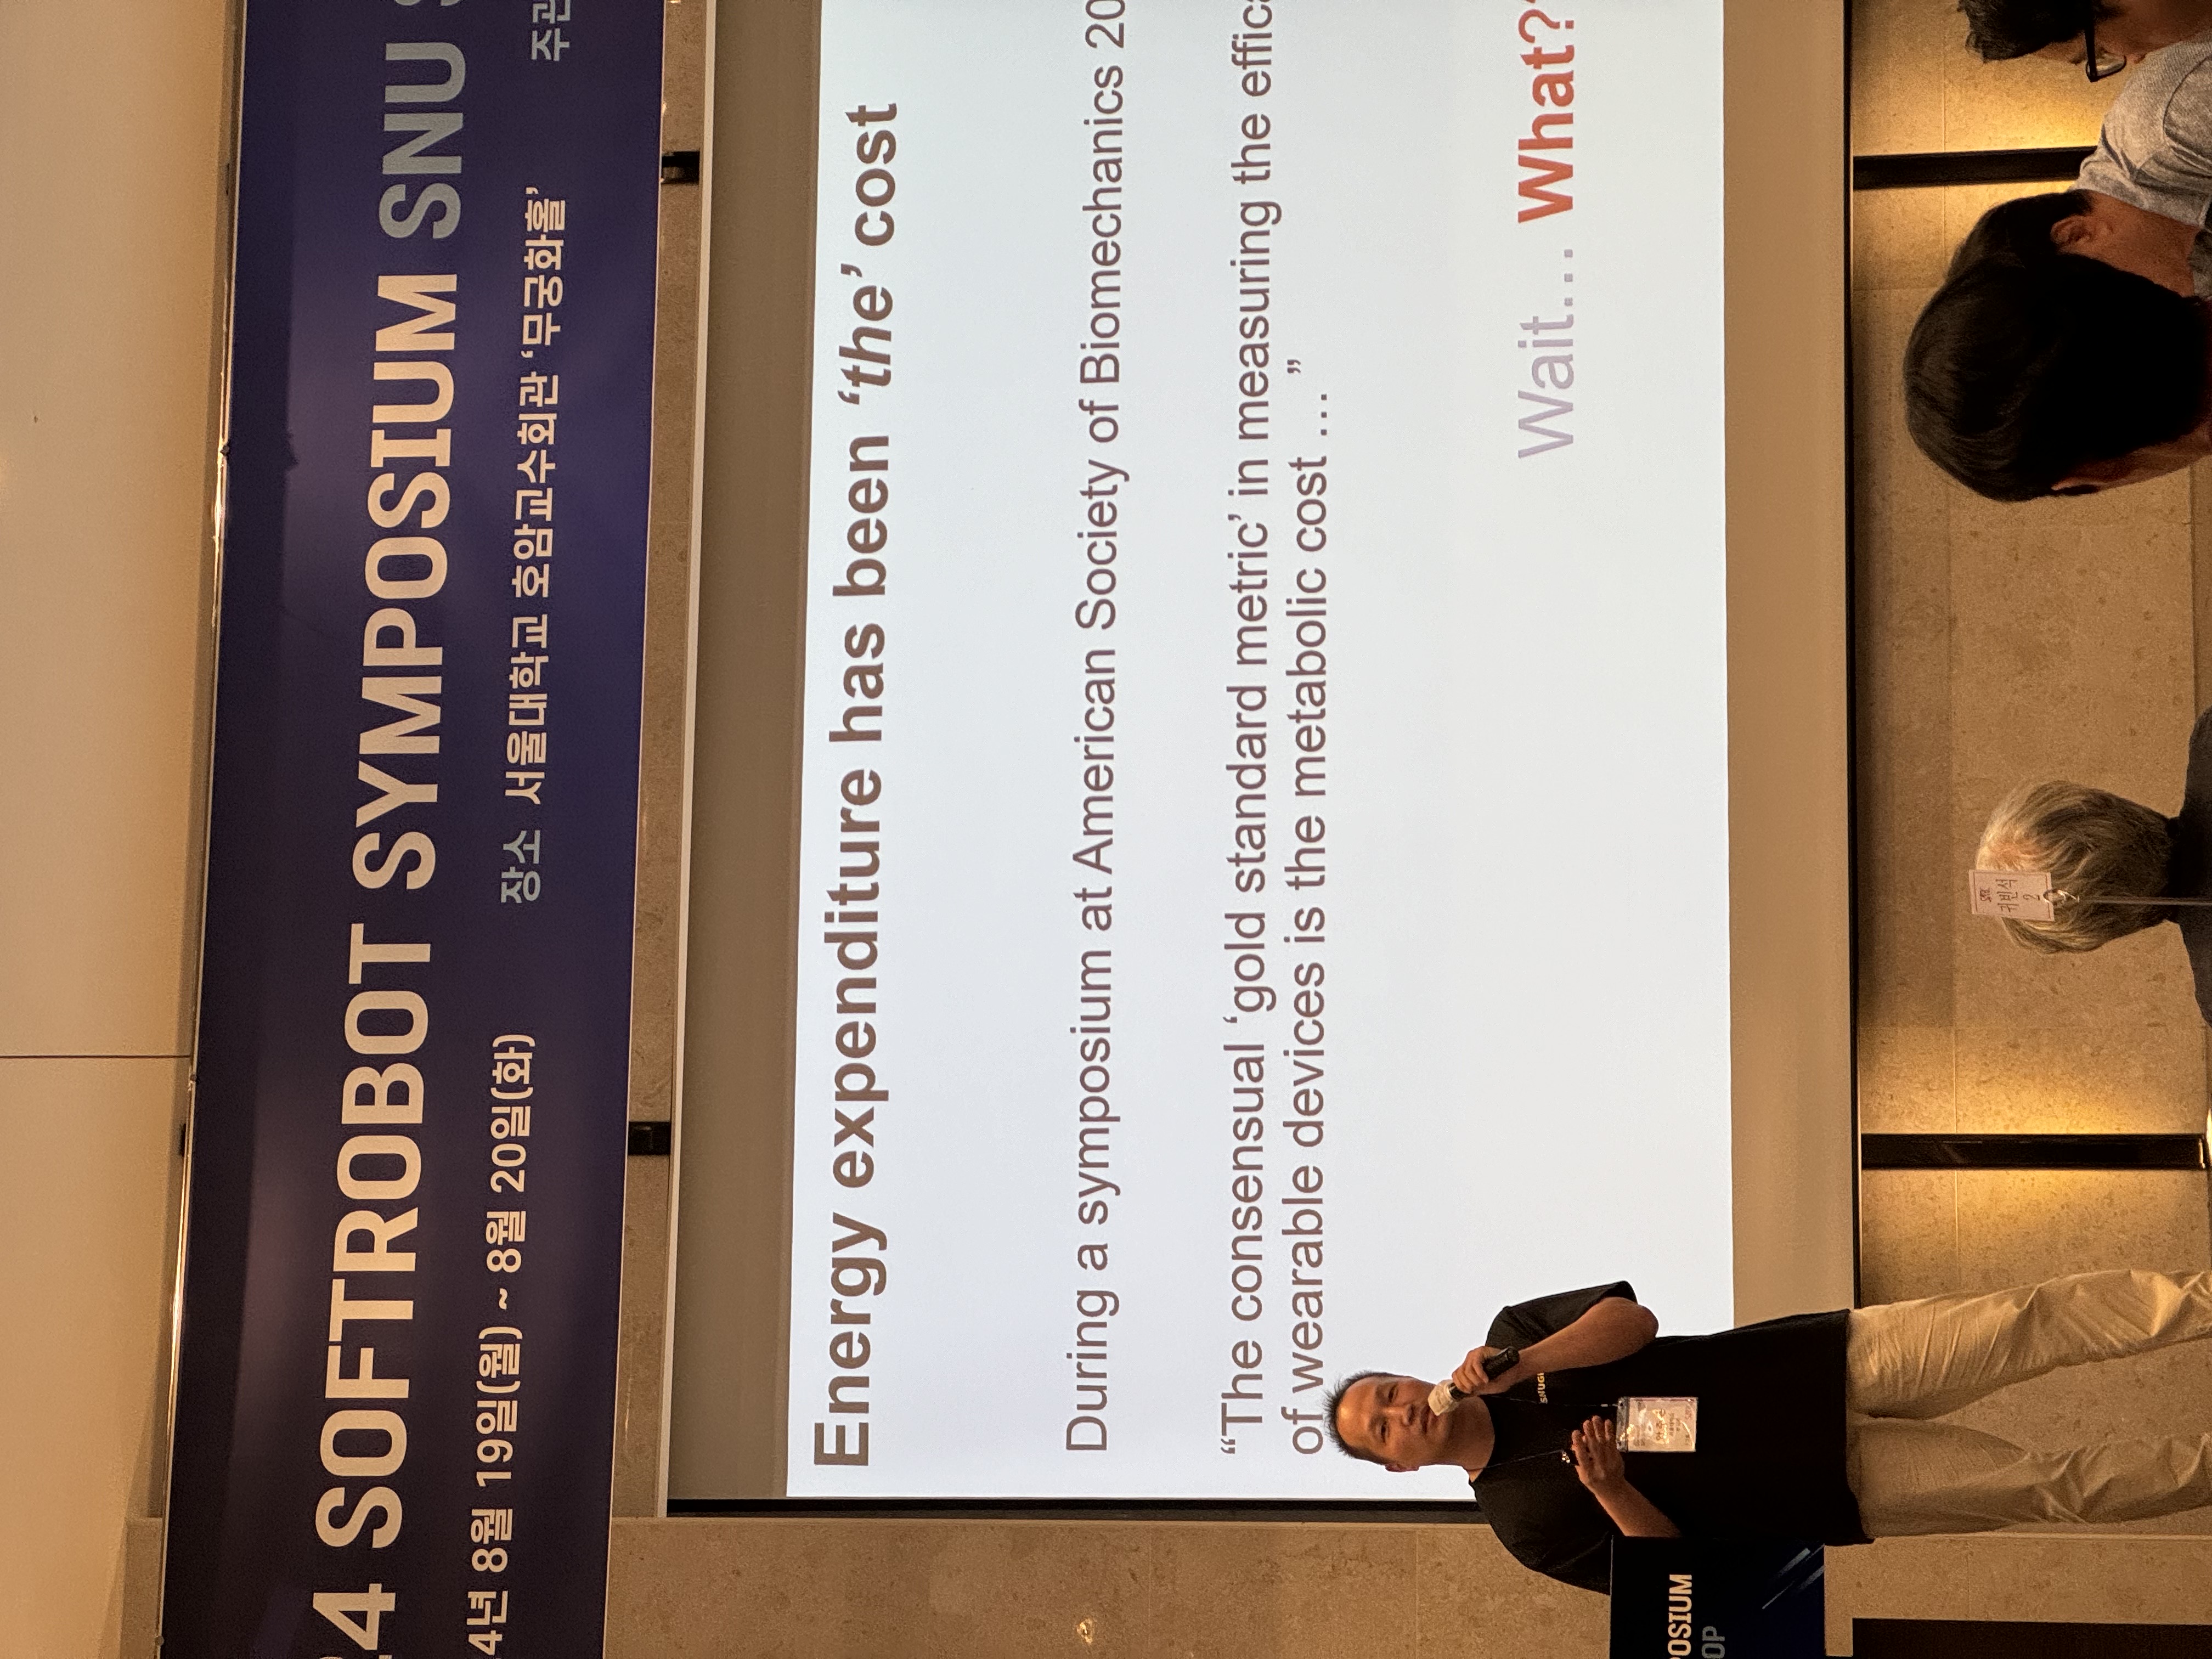 24 SOFTROBOT SYMPOSIUM SNU
4년 8월 19일(월) ~ 8월 20일(화) 장소 서울대학교 호암교수회관 ‘무궁화홀’ 주관
Energy expenditure has been ‘the’ cost
During a symposium at American Society of Biomechanics 20
“The consensual ‘gold standard metric’ in measuring the effic
of wearable devices is the metabolic cost … ”
Wait… What?
SNUG
POSIUM
OP
귀빈석
2